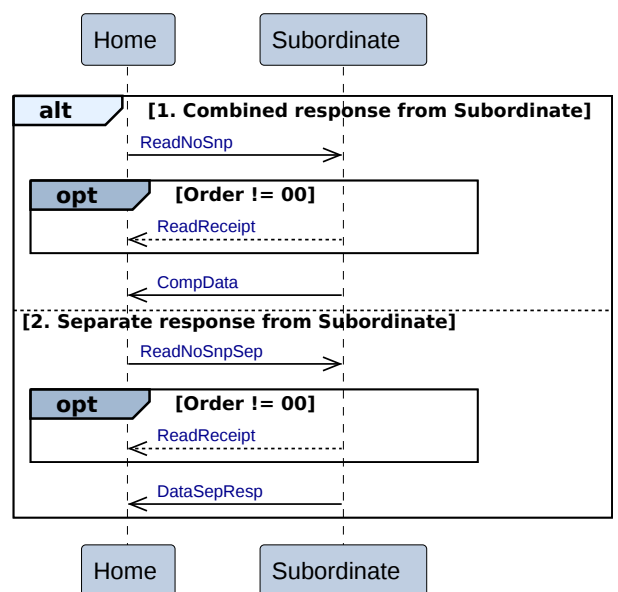 Home Subordinate
alt [1. Combined response from Subordinate]
ReadNoSnp
opt [Order != 00]
ReadReceipt
CompData
[2. Separate response from Subordinate]
ReadNoSnpSep
opt [Order != 00]
ReadReceipt
DataSepResp
Home Subordinate